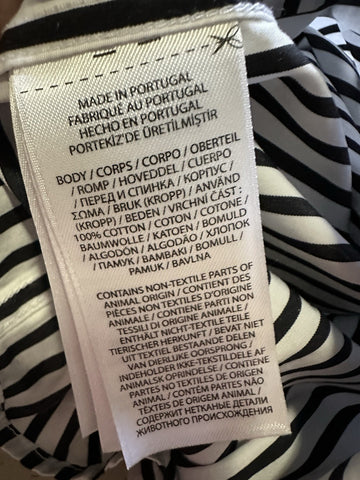 MADE IN PORTUGAL
FABRIQUÉ AU PORTUGAL
HECHO EN PORTUGAL
PORTEKİZ'DE ÜRETİLMİŞTİR
BODY / CORPS / CORPO / OBERTEIL
/ ROMP / HOVEDDEL / CUERPO
/ ПЕРЕД И СПИНКА / KORPUS /
ΣΩΜΑ / BRUK (KROPP) / ANVÄND
(KROPP) / BEDEN / VRCHNÍ ČÁST :
100% COTTON / COTON / COTONE /
BAUMWOLLE / KATOEN / BOMULD
/ ALGODÓN / ALGODÃO / ХЛОПОК
/ ПАМУК / BAMBAKI / BOMULL /
PAMUK / BAVLNA
CONTAINS NON-TEXTILE PARTS OF
ANIMAL ORIGIN / CONTIENT DES
PIÈCES NON TEXTILES D'ORIGINE
ANIMALE / CONTIENE PARTI NON
TESSILI DI ORIGINE ANIMALE /
ENTHÄLT NICHT-TEXTILE TEILE
TIERISCHER HERKUNFT / BEVAT NIET
UIT TEXTIEL BESTAANDE DELEN
VAN DIERLIJKE OORSPRONG /
INDEHOLDER IKKE-TEKSTIL DELE AF
ANIMALSK OPRINDELSE / CONTIENE
PARTES NO TEXTILES DE ORIGEN
ANIMAL / CONTÉM PARTES NÃO
TÊXTEIS DE ORIGEM ANIMAL /
СОДЕРЖИТ НЕТКАНЫЕ ДЕТАЛИ
ЖИВОТНОГО ПРОИСХОЖДЕНИЯ